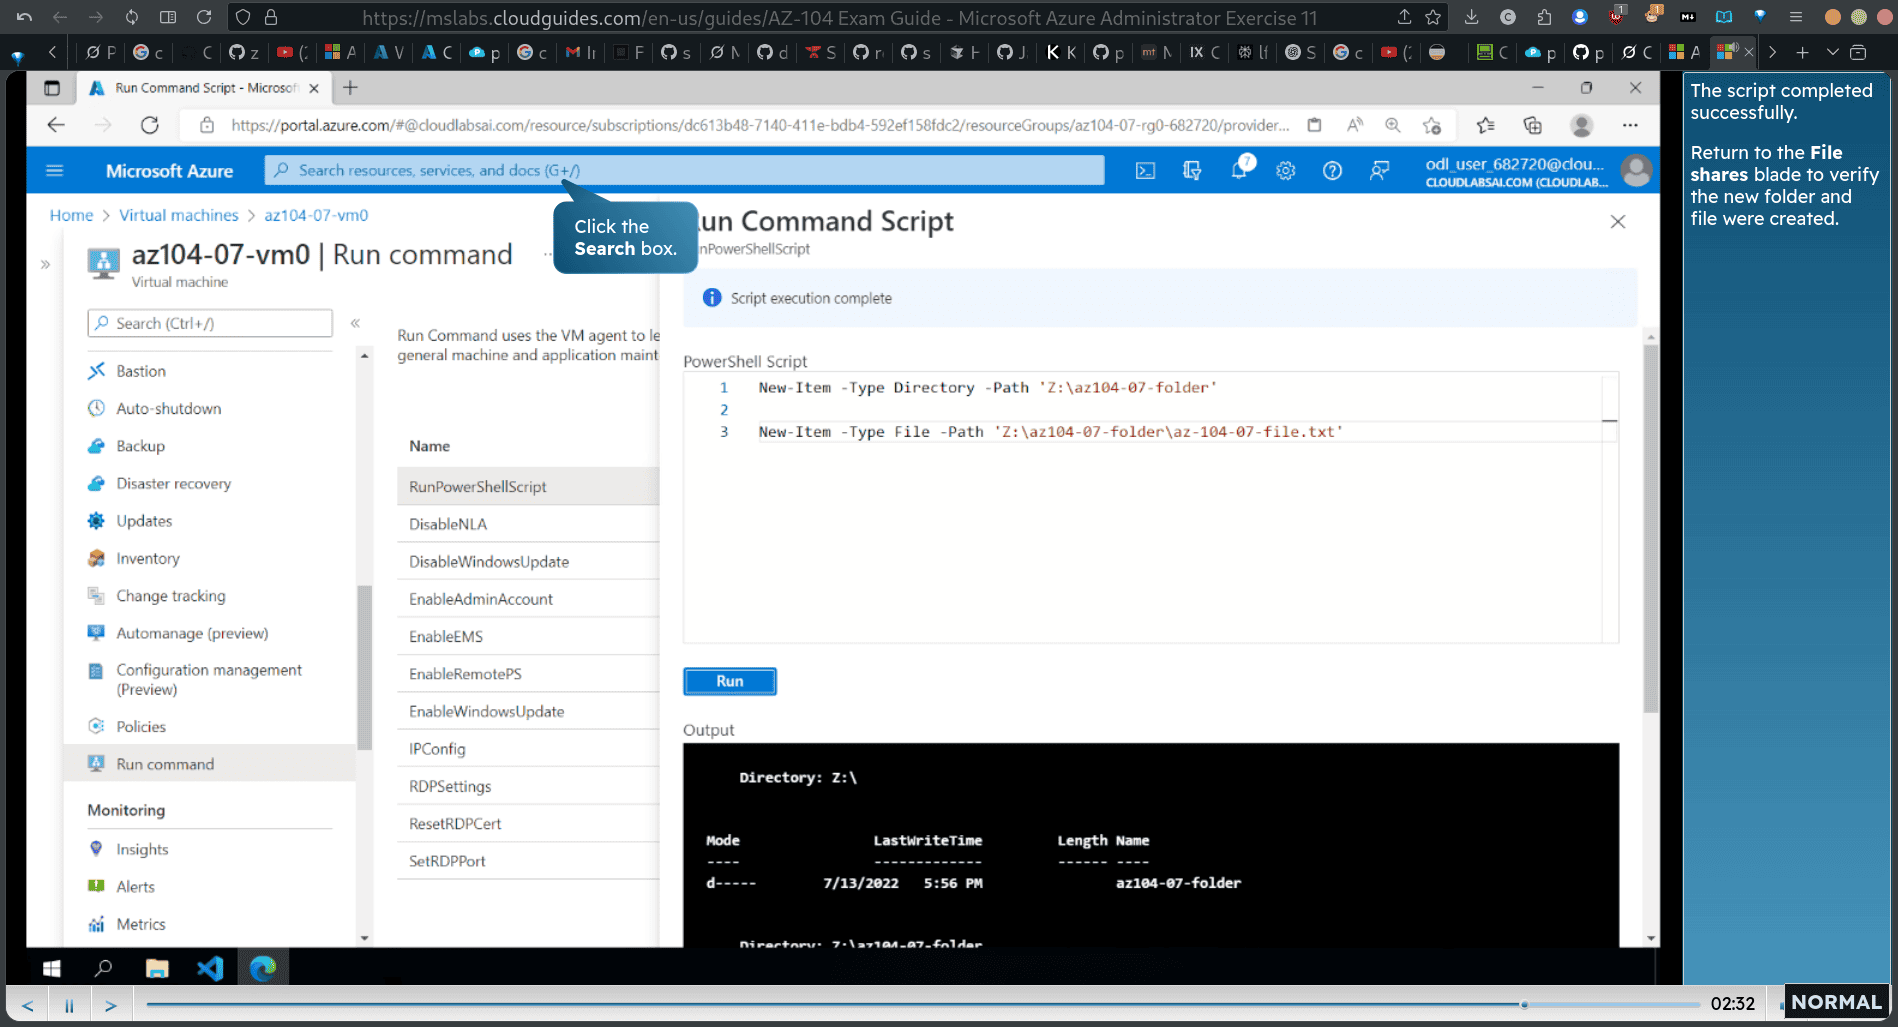 https://mslabs.cloudguides.com/en-us/guides/AZ-104 Exam Guide - Microsoft Azure Administrator Exercise 11
Run Command Script - Microsof
https://portal.azure.com/#@cloudlabsai.com/resource/subscriptions/dc613b48-7140-411e-bdb4-592ef158fdc2/resourceGroups/az104-07-rg0-682720/provider...
Microsoft Azure
Search resources, services, and docs (G+/)
7
odl_user_682720@clou...
CLOUDLABSAI.COM (CLOUDLAB...
Home > Virtual machines > az104-07-vm0
az104-07-vm0 | Run command
Virtual machine
Click the
Search box.
un Command Script
nPowerShellScript
Script execution complete
Search (Ctrl+/)
Bastion
Auto-shutdown
Backup
Disaster recovery
Updates
Inventory
Change tracking
Automanage (preview)
Configuration management
(Preview)
Policies
Run command
Monitoring
Insights
Alerts
Metrics
Run Command uses the VM agent to le
general machine and application maint
Name
RunPowerShellScript
DisableNLA
DisableWindowsUpdate
EnableAdminAccount
EnableEMS
EnableRemotePS
EnableWindowsUpdate
IPConfig
RDPSettings
ResetRDPCert
SetRDPPort
PowerShell Script
1 New-Item -Type Directory -Path 'Z:\az104-07-folder'
2
3 New-Item -Type File -Path 'Z:\az104-07-folder\az-104-07-file.txt'
Run
Output
Directory: Z:\
Mode LastWriteTime Length Name
---- ------------- ------ ----
d----- 7/13/2022 5:56 PM az104-07-folder
Directory: Z:\az104-07-folder
The script completed
successfully.
Return to the File
shares blade to verify
the new folder and
file were created.
02:32
NORMAL